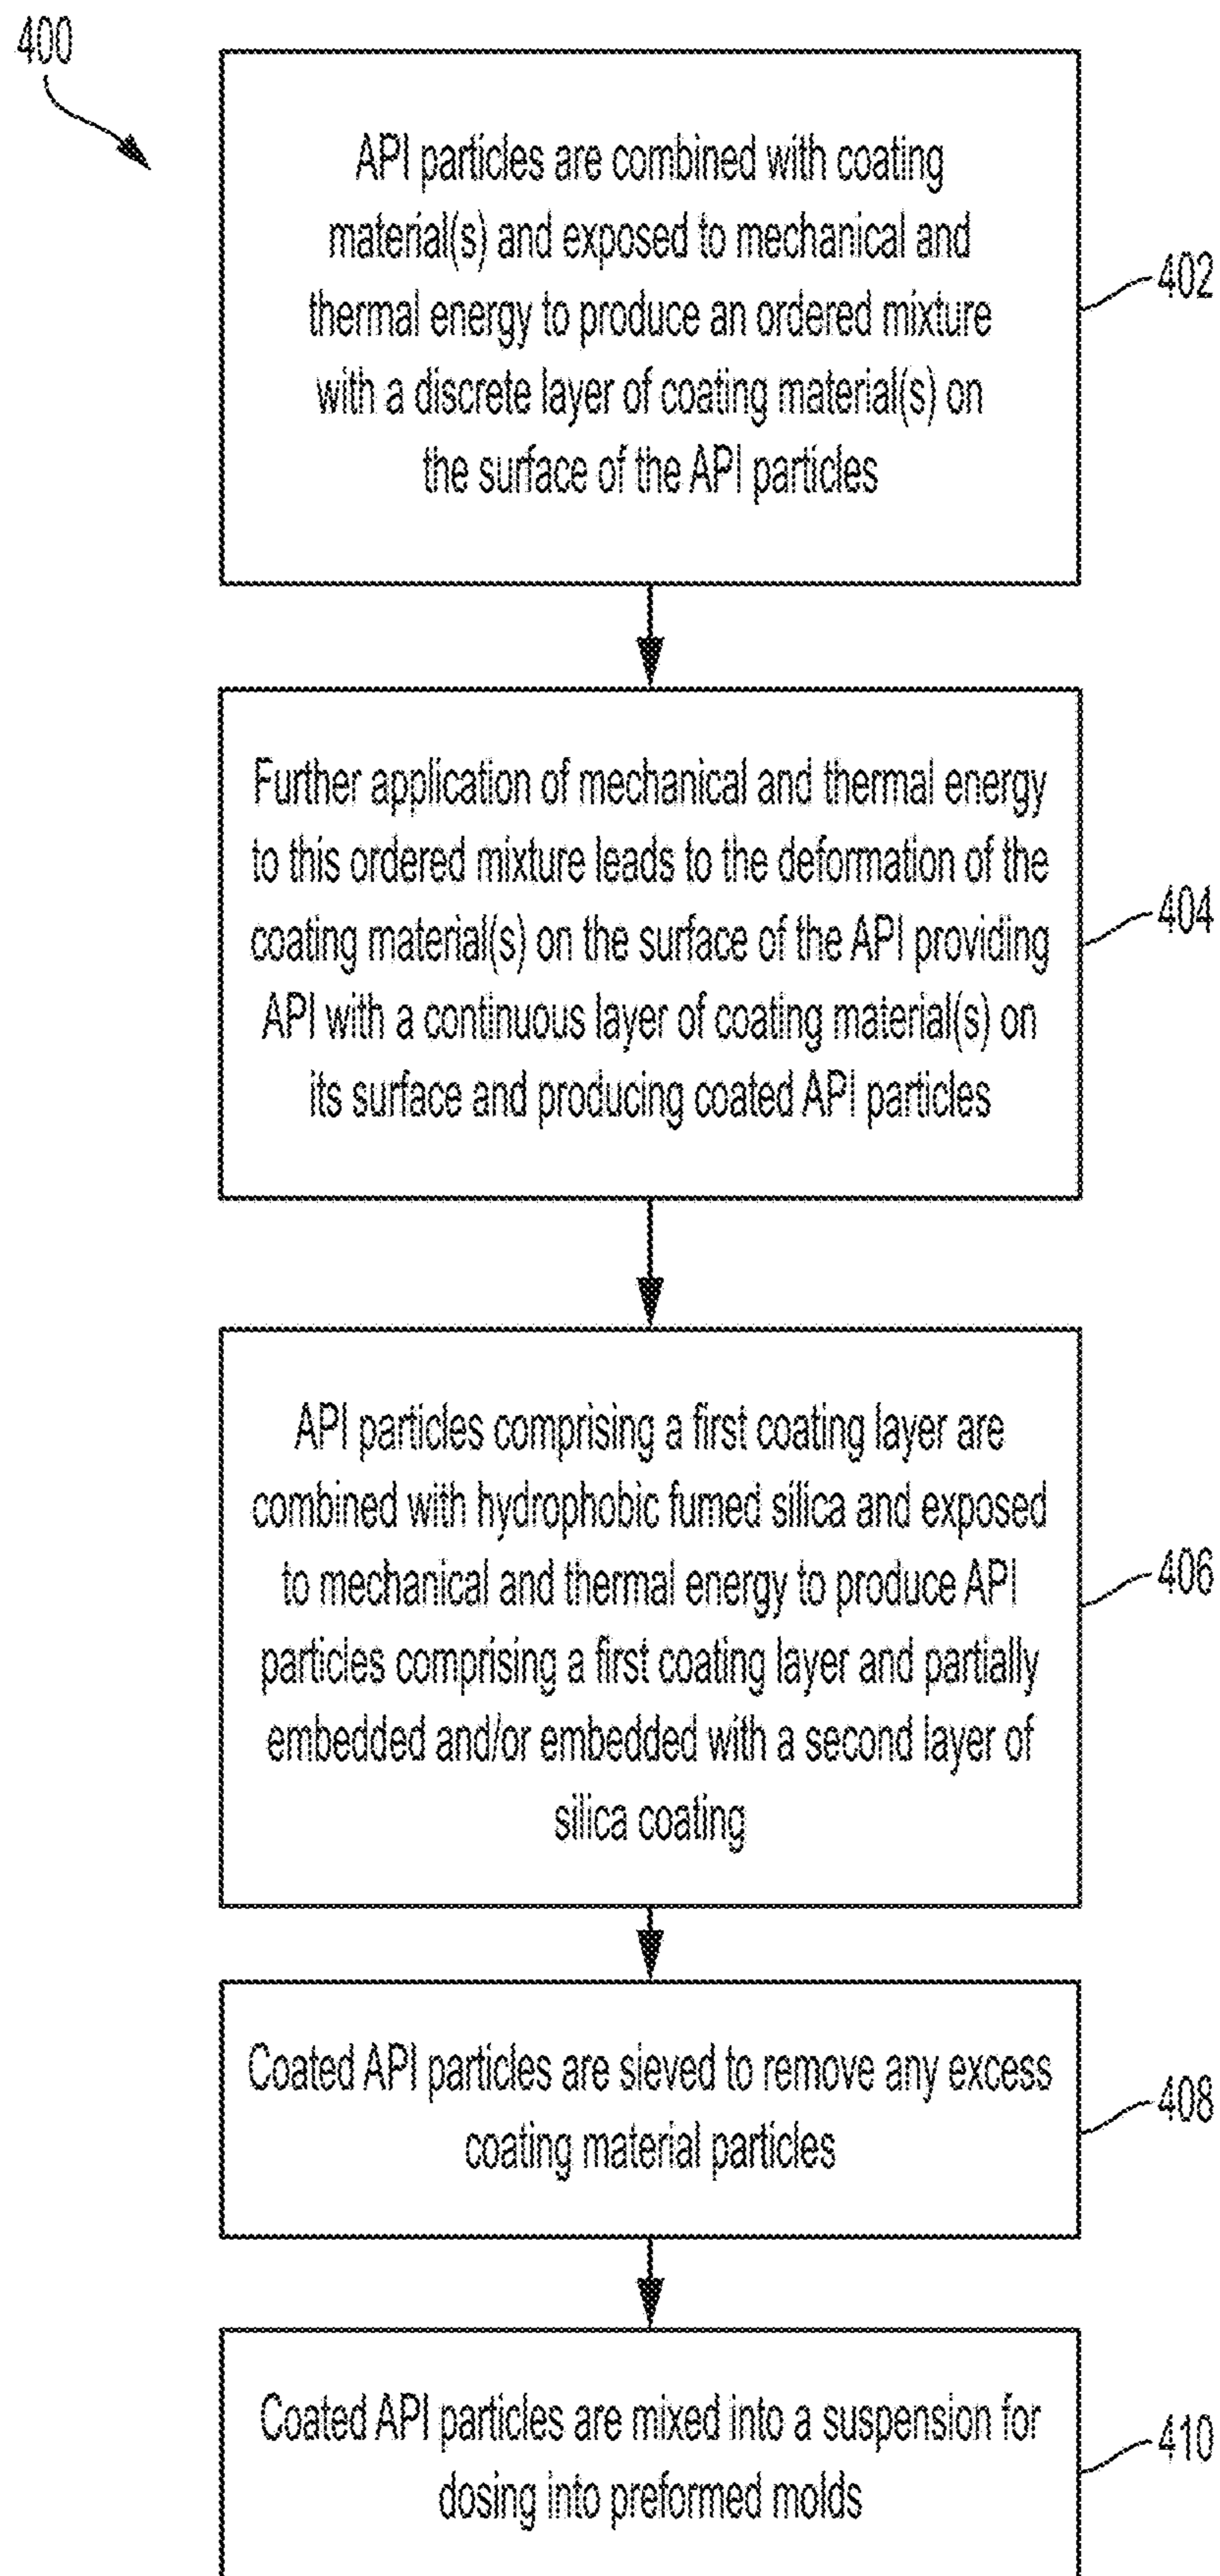 400
API particles are combined with coating
material(s) and exposed to mechanical and
thermal energy to produce an ordered mixture
with a discrete layer of coating material(s) on
the surface of the API particles
402
Further application of mechanical and thermal energy
to this ordered mixture leads to the deformation of the
coating material(s) on the surface of the API providing
API with a continuous layer of coating material(s) on
its surface and producing coated API particles
404
API particles comprising a first coating layer are
combined with hydrophobic fumed silica and exposed
to mechanical and thermal energy to produce API
particles comprising a first coating layer and partially
embedded and/or embedded with a second layer of
silica coating
406
Coated API particles are sieved to remove any excess
coating material particles
408
Coated API particles are mixed into a suspension for
dosing into preformed molds
410